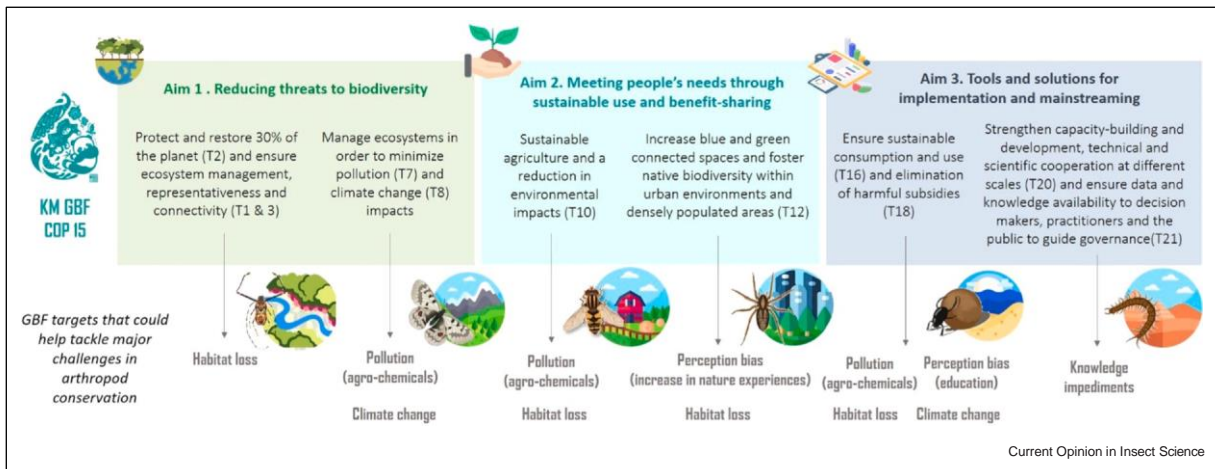 Aim 1 . Reducing threats to biodiversity
Protect and restore 30% of
the planet (T2) and ensure
ecosystem management,
representativeness and
connectivity (T1 & 3)
Manage ecosystems in
order to minimize
pollution (T7) and
climate change (T8)
impacts
Aim 2. Meeting people's needs through
sustainable use and benefit-sharing
Sustainable
agriculture and a
reduction in
environmental
impacts (T10)
Increase blue and green
connected spaces and foster
native biodiversity within
urban environments and
densely populated areas (T12)
Aim 3. Tools and solutions for
implementation and mainstreaming
Ensure sustainable
consumption and use
(T16) and elimination
of harmful subsidies
(T18)
Strengthen capacity-building and
development, technical and
scientific cooperation at different
scales (T20) and ensure data and
knowledge availability to decision
makers, practitioners and the
public to guide governance(T21)
KM GBF
COP 15
GBF targets that could
help tackle major
challenges in
arthropod
conservation
Habitat loss
Pollution
(agro-chemicals)
Climate change
Pollution
(agro-chemicals)
Habitat loss
Perception bias
(increase in nature experiences)
Habitat loss
Pollution
(agro-chemicals)
Habitat loss
Perception bias
(education)
Climate change
Knowledge
impediments
Current Opinion in Insect Science